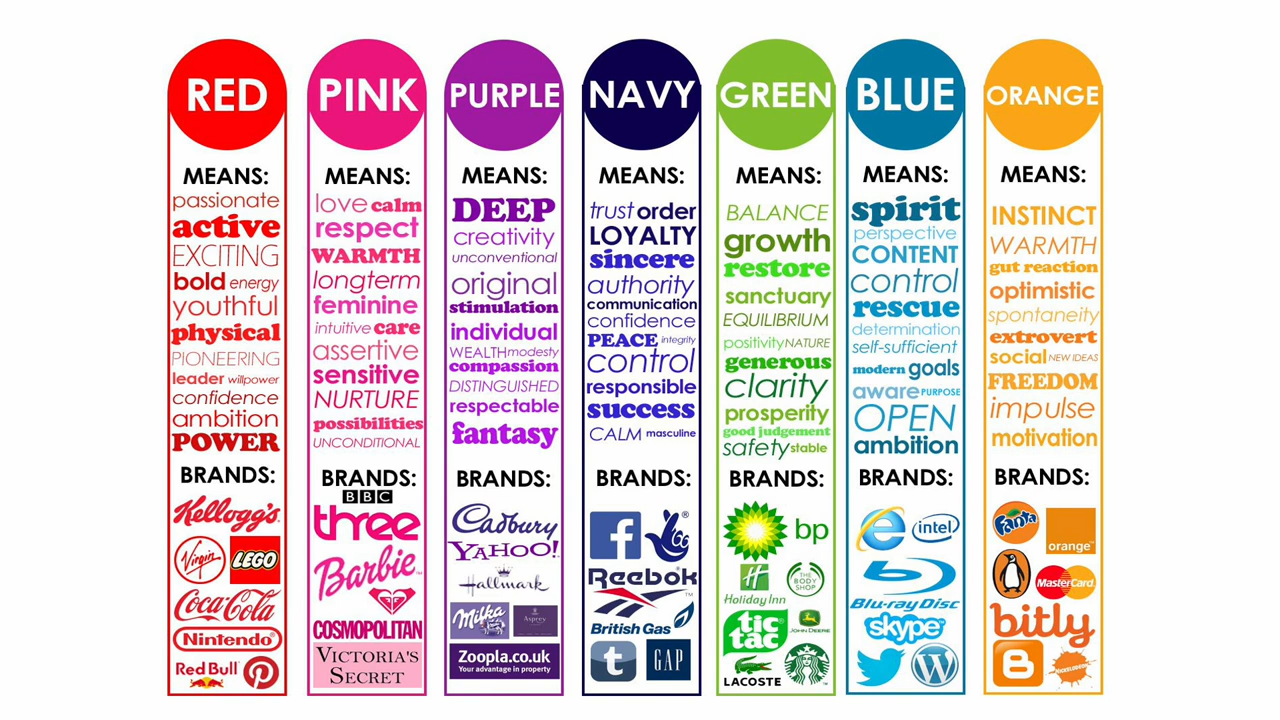 RED
MEANS:
passionate
active
EXCITING
bold energy
youthful
physical
PIONEERING
leader willpower
confidence
ambition
POWER
BRANDS:
Kellogg's
Virgin LEGO
Coca-Cola
Nintendo
Red Bull
PINK
MEANS:
love calm
respect
WARMTH
longterm
feminine
intuitive care
assertive
sensitive
NURTURE
possibilities
UNCONDITIONAL
BRANDS:
BBC
three
Barbie
COSMOPOLITAN
VICTORIA'S
SECRET
PURPLE
MEANS:
DEEP
creativity
unconventional
original
stimulation
individual
WEALTH modesty
compassion
DISTINGUISHED
respectable
fantasy
BRANDS:
Cadbury
YAHOO!
Hallmark
Milka Asprey
Zoopla.co.uk
Your advantage in property
NAVY
MEANS:
trust order
LOYALTY
sincere
authority
communication
confidence
PEACE integrity
control
responsible
success
CALM masculine
BRANDS:
f
Reebok
British Gas
t GAP
GREEN
MEANS:
BALANCE
growth
restore
sanctuary
EQUILIBRIUM
positivity NATURE
generous
clarity
prosperity
good judgement
safety stable
BRANDS:
bp
H THE
BODY
SHOP
Holiday Inn
tic
tac
JOHN DEERE
LACOSTE
BLUE
MEANS:
spirit
perspective
CONTENT
control
rescue
determination
self-sufficient
modern goals
aware PURPOSE
OPEN
ambition
BRANDS:
e intel
Blu-ray Disc
skype
W
ORANGE
MEANS:
INSTINCT
WARMTH
gut reaction
optimistic
spontaneity
extrovert
social NEW IDEAS
FREEDOM
impulse
motivation
BRANDS:
Fanta orange™
MasterCard
bitly
B NICKELODEON